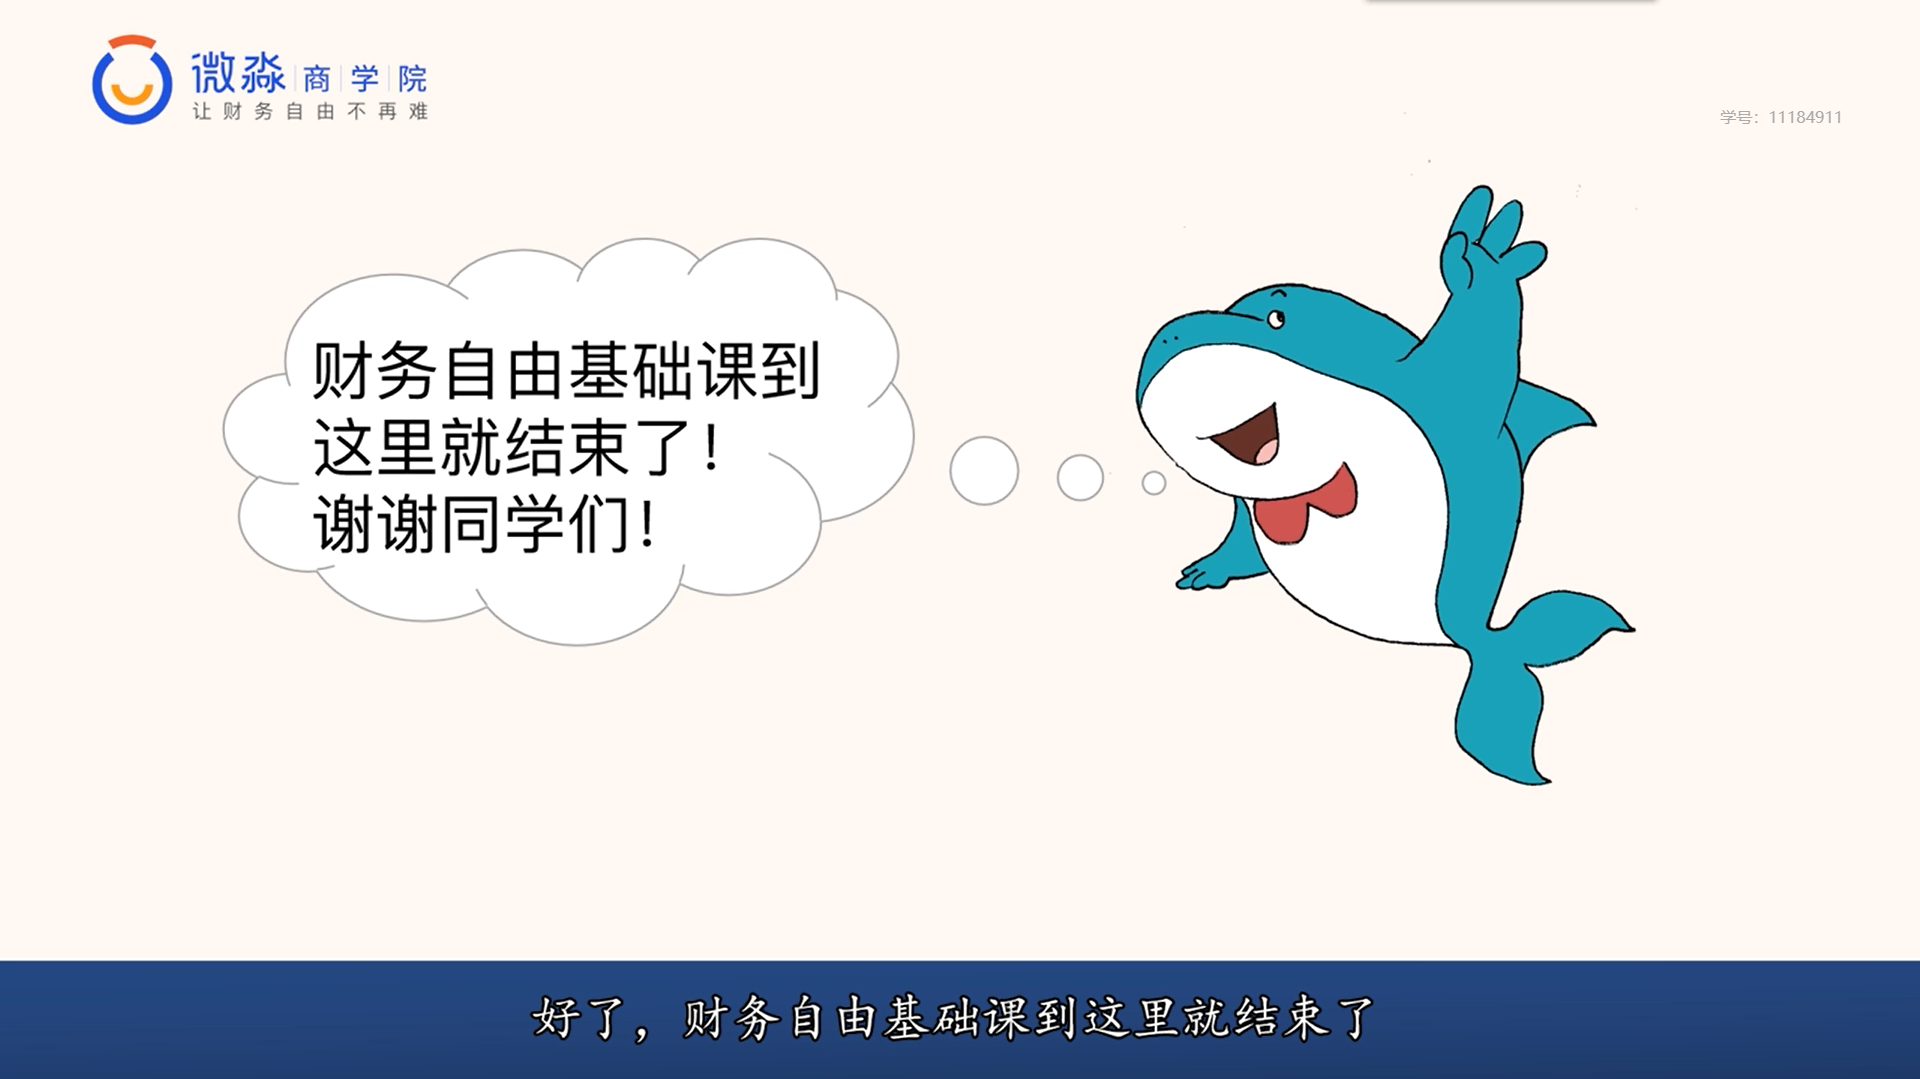 微淼 商学院
让财务自由不再难
学号：11184911
财务自由基础课到
这里就结束了！
谢谢同学们！
好了，财务自由基础课到这里就结束了